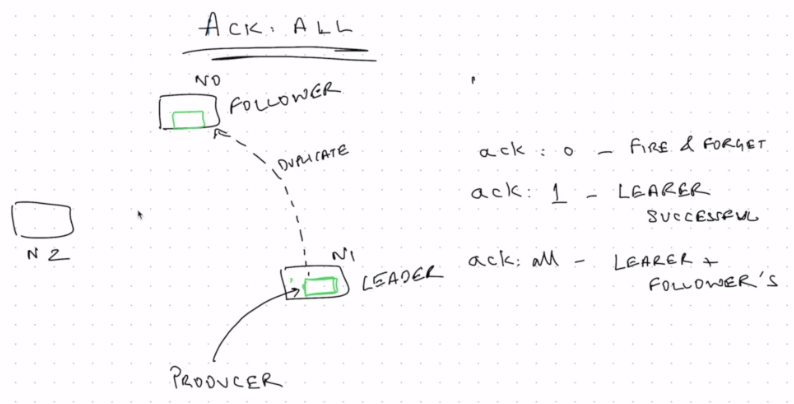 ACK: ALL
N0
FOLLOWER
DUPLICATE
N2
N1
LEADER
PRODUCER
ack : 0 – FIRE & FORGET
ack: 1 – LEARER
SUCCESSFUL
ack: all – LEARER +
FOLLOWER'S